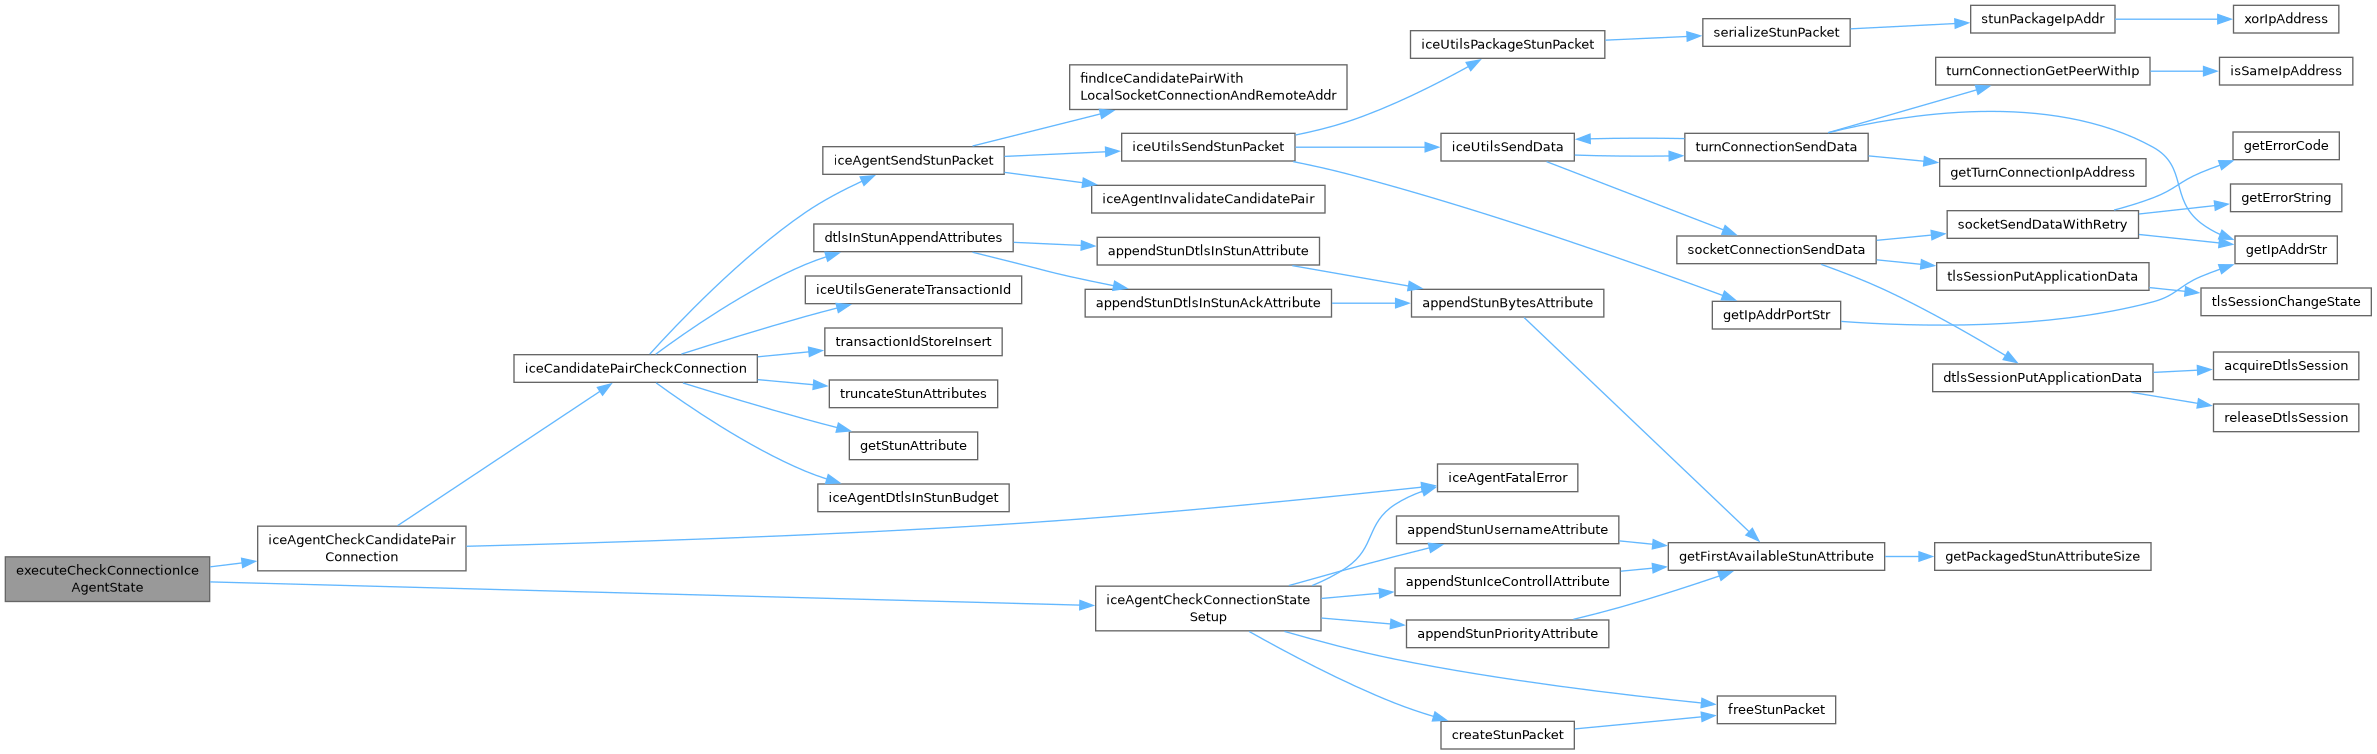 executeCheckConnectionIce
AgentState
iceAgentCheckCandidatePair
Connection
iceCandidatePairCheckConnection
iceAgentSendStunPacket
findIceCandidatePairWith
LocalSocketConnectionAndRemoteAddr
iceUtilsSendStunPacket
iceUtilsPackageStunPacket
serializeStunPacket
stunPackageIpAddr
xorIpAddress
iceUtilsSendData
turnConnectionSendData
turnConnectionGetPeerWithIp
isSameIpAddress
getTurnConnectionIpAddress
getIpAddrStr
socketConnectionSendData
socketSendDataWithRetry
getErrorCode
getErrorString
tlsSessionPutApplicationData
tlsSessionChangeState
dtlsSessionPutApplicationData
acquireDtlsSession
releaseDtlsSession
getIpAddrPortStr
iceAgentInvalidateCandidatePair
dtlsInStunAppendAttributes
appendStunDtlsInStunAttribute
appendStunDtlsInStunAckAttribute
appendStunBytesAttribute
iceUtilsGenerateTransactionId
transactionIdStoreInsert
truncateStunAttributes
getStunAttribute
iceAgentDtlsInStunBudget
iceAgentFatalError
iceAgentCheckConnectionState
Setup
appendStunUsernameAttribute
appendStunIceControllAttribute
appendStunPriorityAttribute
getFirstAvailableStunAttribute
getPackagedStunAttributeSize
freeStunPacket
createStunPacket